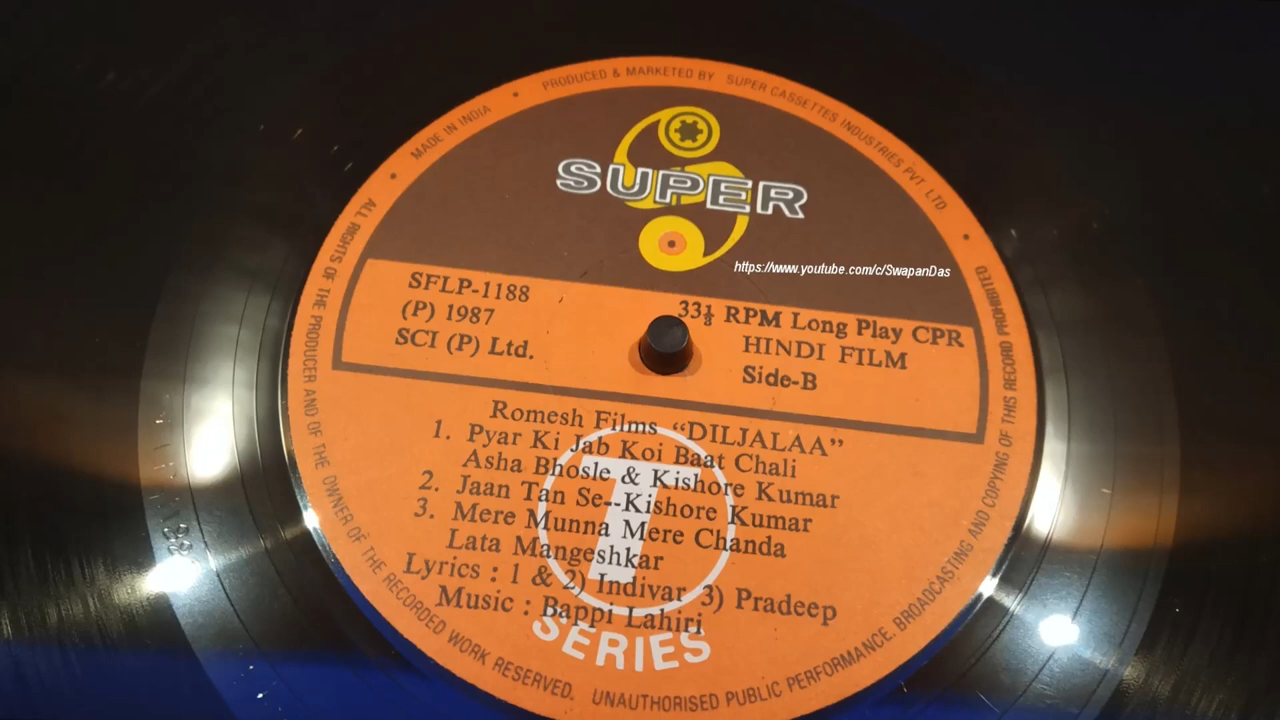 MADE IN INDIA • PRODUCED & MARKETED BY SUPER CASSETTES INDUSTRIES PVT LTD
SUPER
https://www.youtube.com/c/SwapanDas
SFLP-1188
(P) 1987
SCI (P) Ltd.
33⅓ RPM Long Play CPR
HINDI FILM
Side-B
Romesh Films "DILJALAA"
1. Pyar Ki Jab Koi Baat Chali
Asha Bhosle & Kishore Kumar
2. Jaan Tan Se--Kishore Kumar
3. Mere Munna Mere Chanda
Lata Mangeshkar
Lyrics : 1 & 2) Indivar 3) Pradeep
Music : Bappi Lahiri
T
SERIES
ALL RIGHTS OF THE PRODUCER AND OF THE OWNER OF THE RECORDED WORK RESERVED. UNAUTHORISED PUBLIC PERFORMANCE. BROADCASTING AND COPYING OF THIS RECORD PROHIBITED